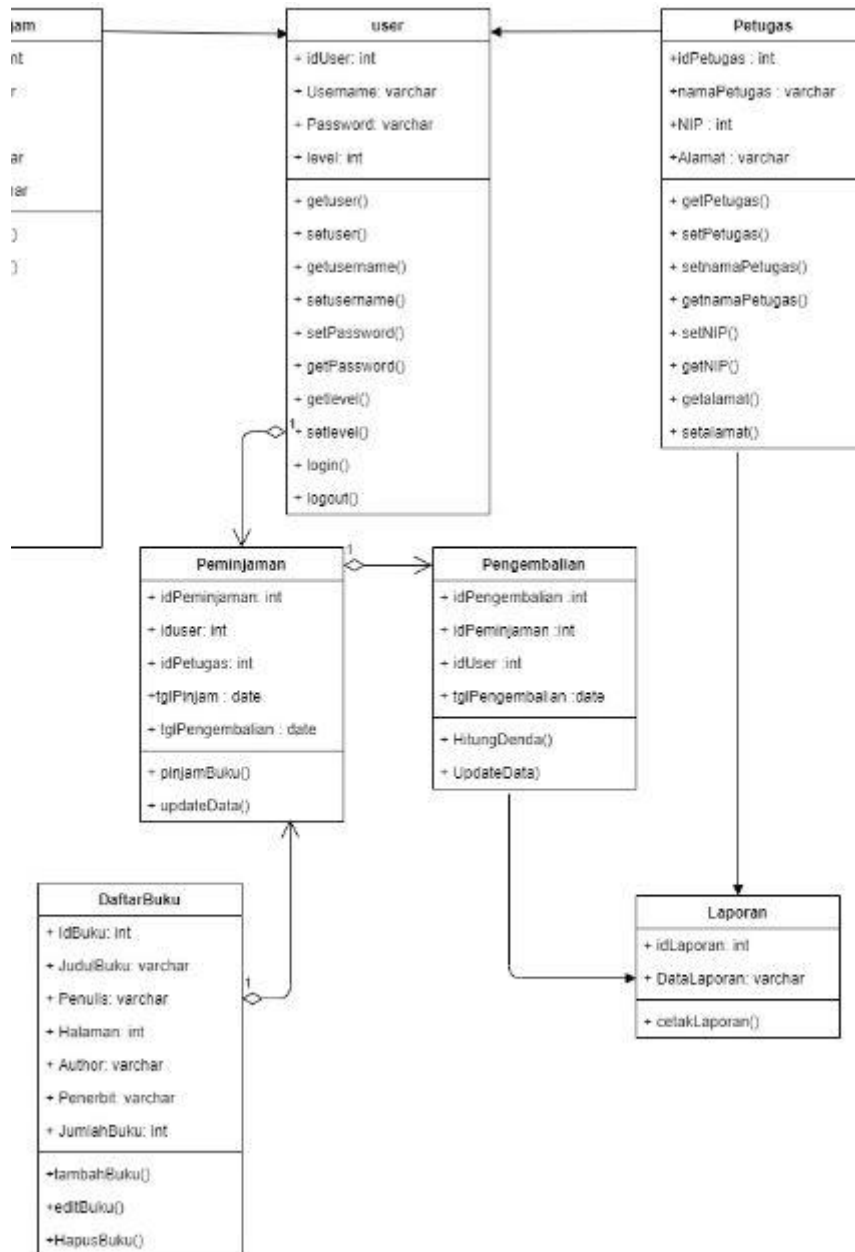 jam
nt
r
ar
har
)
)
user
+ idUser: int
+ Username: varchar
+ Password: varchar
+ level: int
+ getuser()
+ setuser()
+ getusername()
+ setusername()
+ setPassword()
+ getPassword()
+ getlevel()
+ setlevel()
+ login()
+ logout()
1
Petugas
+idPetugas : int
+namaPetugas : varchar
+NIP : int
+Alamat : varchar
+ getPetugas()
+ setPetugas()
+ setnamaPetugas()
+ getnamaPetugas()
+ setNIP()
+ getNIP()
+ getalamat()
+ setalamat()
Peminjaman
+ idPeminjaman: int
+ iduser: int
+ idPetugas: int
+tglPinjam : date
+ tglPengembalian : date
+ pinjamBuku()
+ updateData()
1
Pengembalian
+ idPengembalian :int
+ idPeminjaman :int
+ idUser :int
+ tglPengembalian :date
+ HitungDenda()
+ UpdateData)
DaftarBuku
+ IdBuku: int
+ JudulBuku: varchar
+ Penulis: varchar
+ Halaman: int
+ Author: varchar
+ Penerbit: varchar
+ JumlahBuku: int
+tambahBuku()
+editBuku()
+HapusBuku()
1
Laporan
+ idLaporan: int
+ DataLaporan: varchar
+ cetakLaporan()